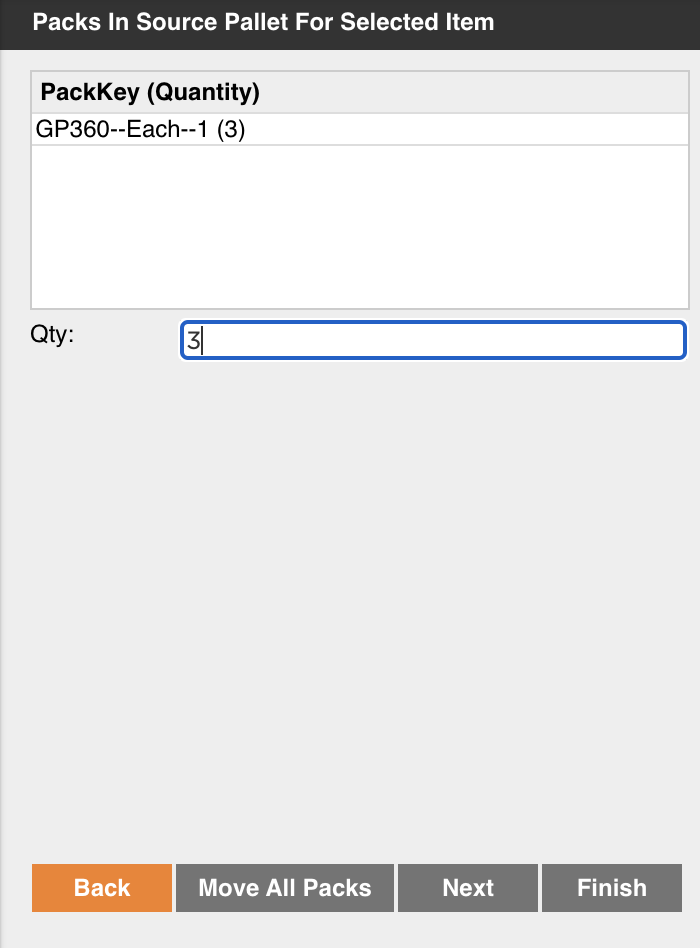 Packs In Source Pallet For Selected Item
PackKey (Quantity)
GP360--Each--1 (3)
Qty:
3
Back
Move All Packs
Next
Finish